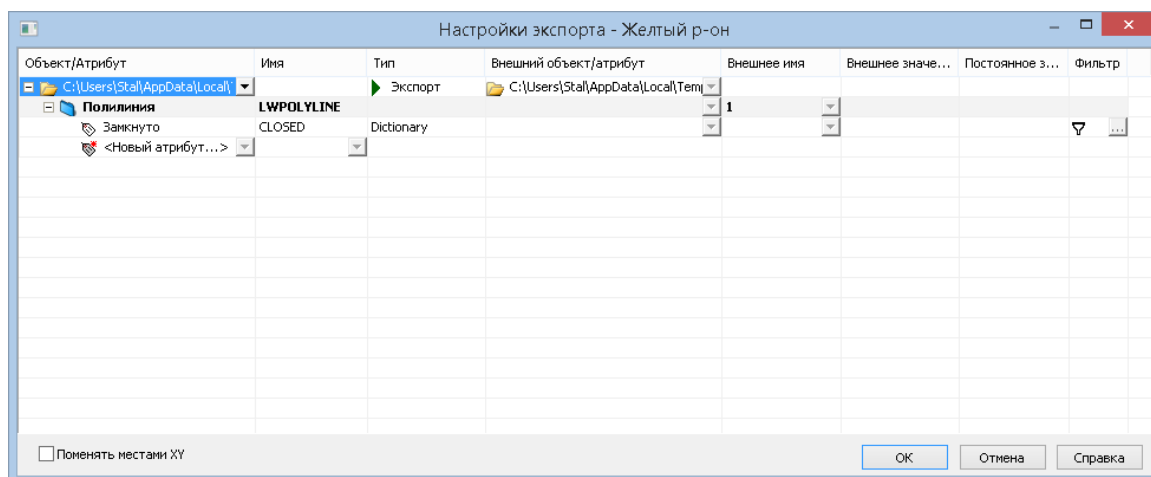 Настройки экспорта - Желтый р-он
Объект/Атрибут Имя Тип Внешний объект/атрибут Внешнее имя Внешнее значе... Постоянное з... Фильтр
C:\Users\Stal\AppData\Local\ Экспорт C:\Users\Stal\AppData\Local\Temp
Полилиния LWPOLYLINE 1
Замкнуто CLOSED Dictionary ...
<Новый атрибут...>
Поменять местами XY OK Отмена Справка